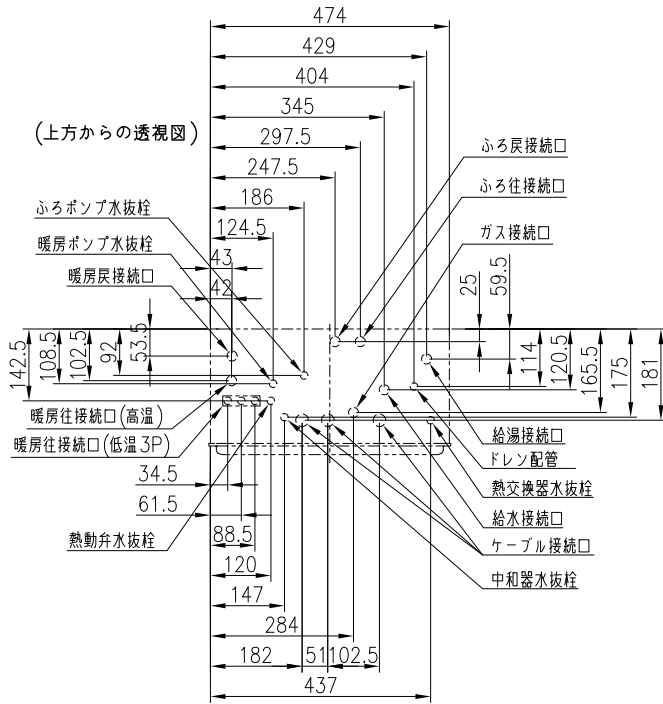 474
429
404
345
(上方からの透視図)
297.5
ふろ戻接続口
247.5
ふろ往接続口
186
ふろポンプ水抜栓
124.5
ガス接続口
暖房ポンプ水抜栓
43
暖房戻接続口
42
25
59.5
142.5
108.5
102.5
92
53.5
114
120.5
165.5
175
181
暖房往接続口(高温)
給湯接続口
暖房往接続口(低温3P)
ドレン配管
34.5
熱交換器水抜栓
61.5
給水接続口
熱動弁水抜栓
88.5
ケーブル接続口
120
中和器水抜栓
147
284
182
51
102.5
437